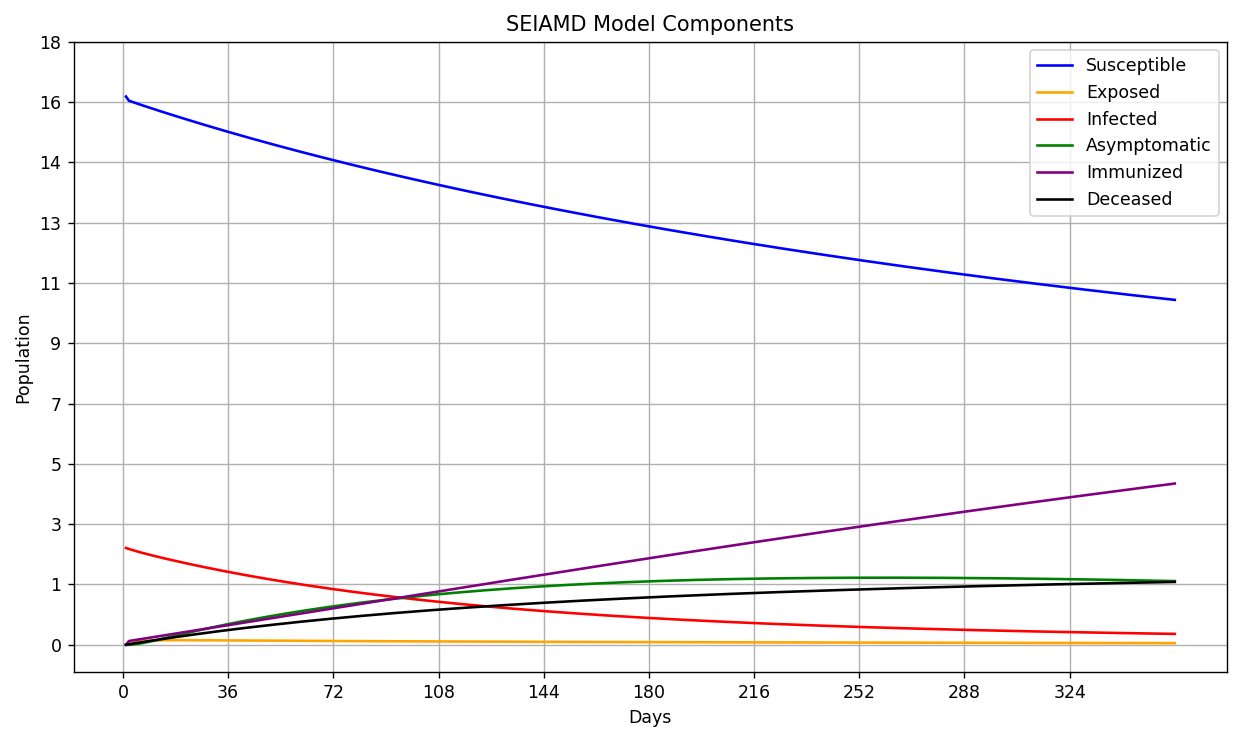 SEIAMD Model Components
Population
18
16
14
13
11
9
7
5
3
1
0
Susceptible
Exposed
Infected
Asymptomatic
Immunized
Deceased
0 36 72 108 144 180 216 252 288 324
Days